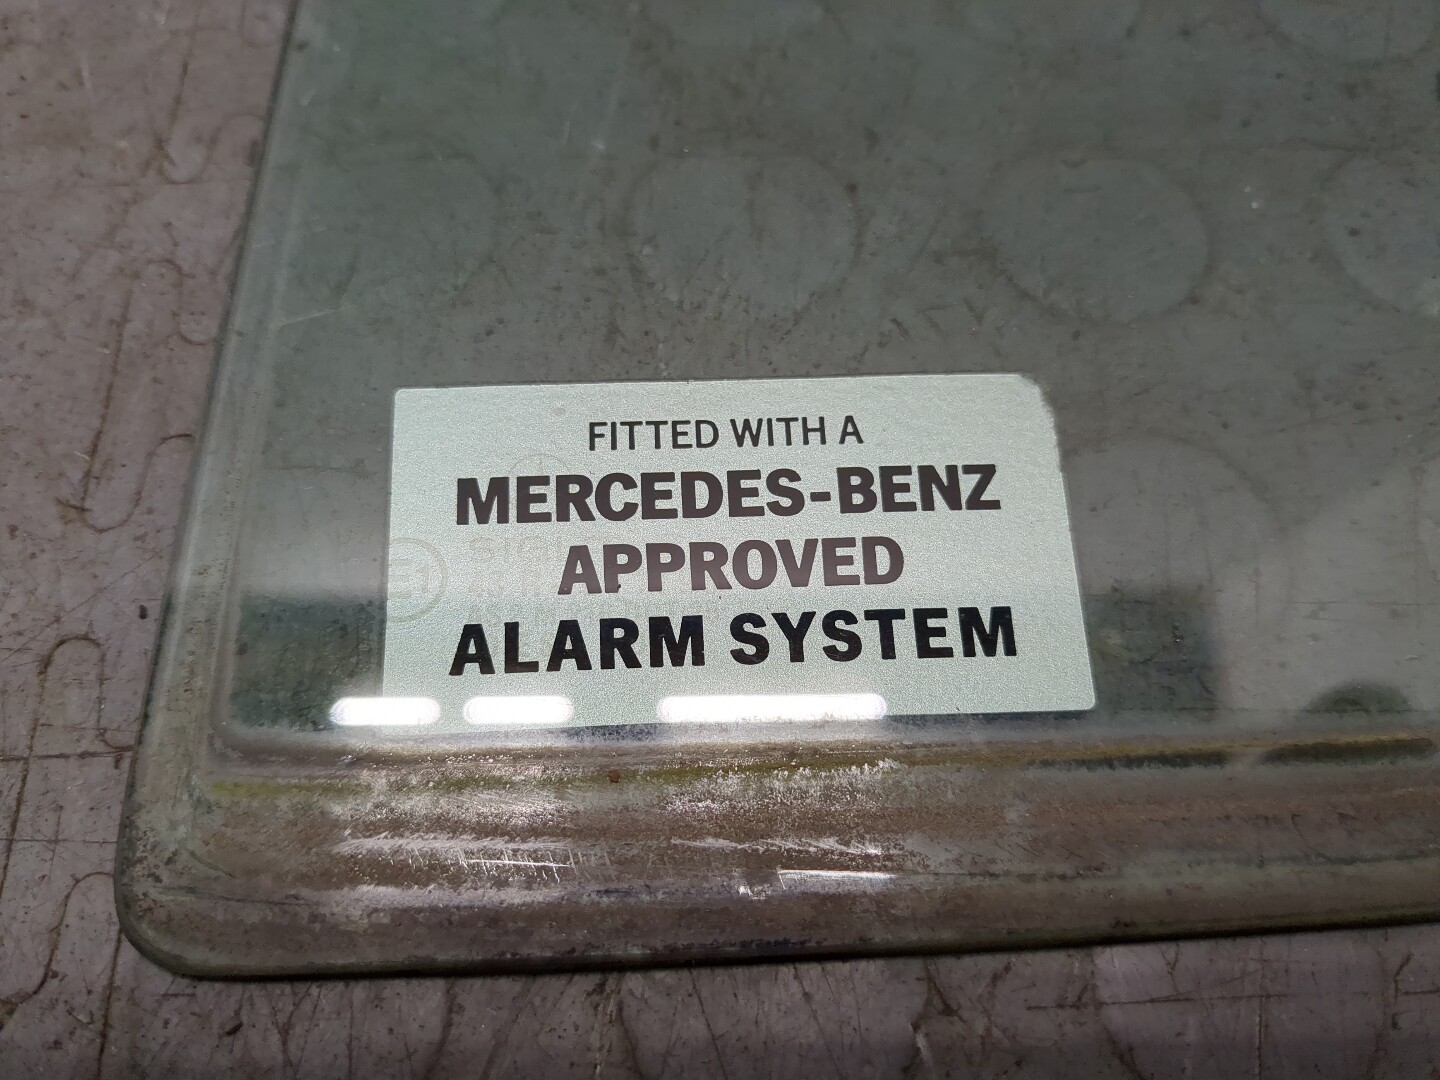 FITTED WITH A
MERCEDES-BENZ
APPROVED
ALARM SYSTEM